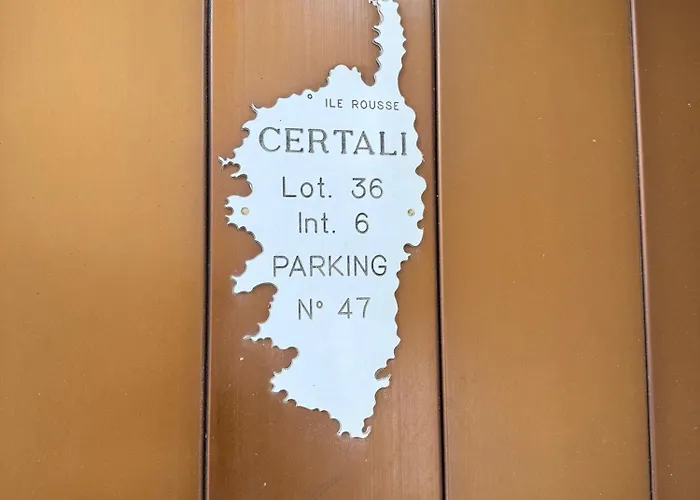 ILE ROUSSE
CERTALI
Lot. 36
Int. 6
PARKING
N° 47